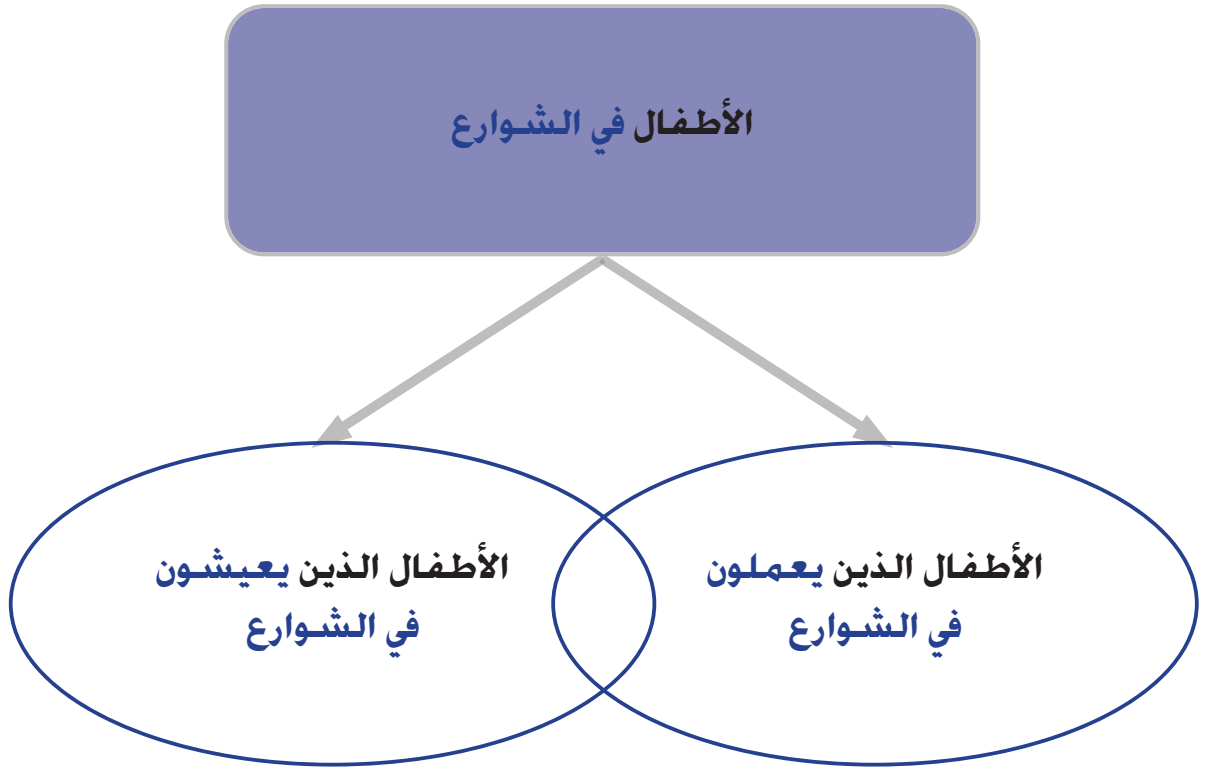 الأطفال في الشوارع
الأطفال الذين يعملون
في الشوارع
الأطفال الذين يعيشون
في الشوارع